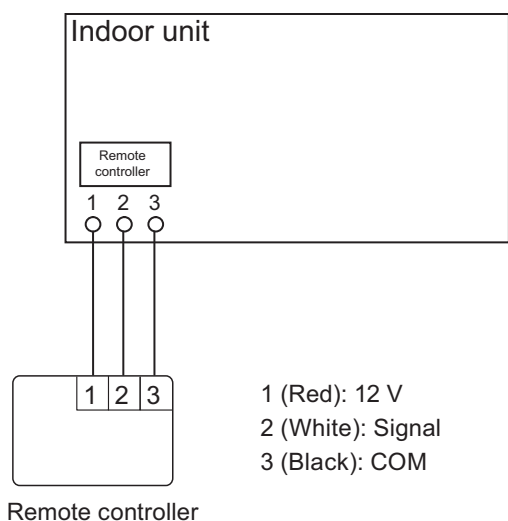 Indoor unit
Remote
controller
1 2 3
1 2 3
1 (Red): 12 V
2 (White): Signal
3 (Black): COM
Remote controller